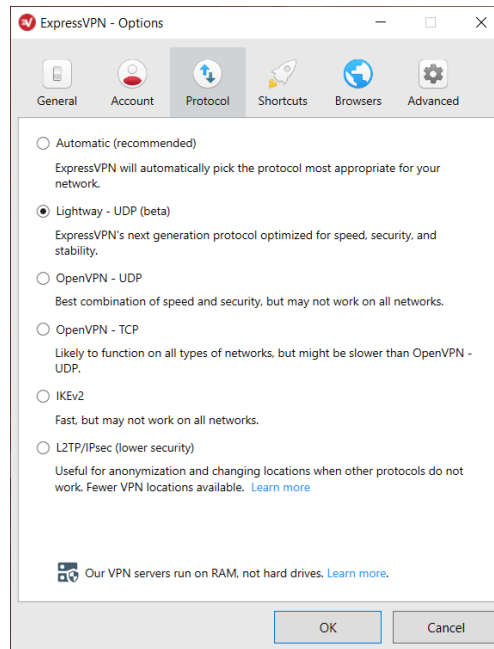 ExpressVPN - Options
General Account Protocol Shortcuts Browsers Advanced
Automatic (recommended)
ExpressVPN will automatically pick the protocol most appropriate for your
network.
Lightway - UDP (beta)
ExpressVPN's next generation protocol optimized for speed, security, and
stability.
OpenVPN - UDP
Best combination of speed and security, but may not work on all networks.
OpenVPN - TCP
Likely to function on all types of networks, but might be slower than OpenVPN -
UDP.
IKEv2
Fast, but may not work on all networks.
L2TP/IPsec (lower security)
Useful for anonymization and changing locations when other protocols do not
work. Fewer VPN locations available. Learn more
Our VPN servers run on RAM, not hard drives. Learn more.
OK Cancel